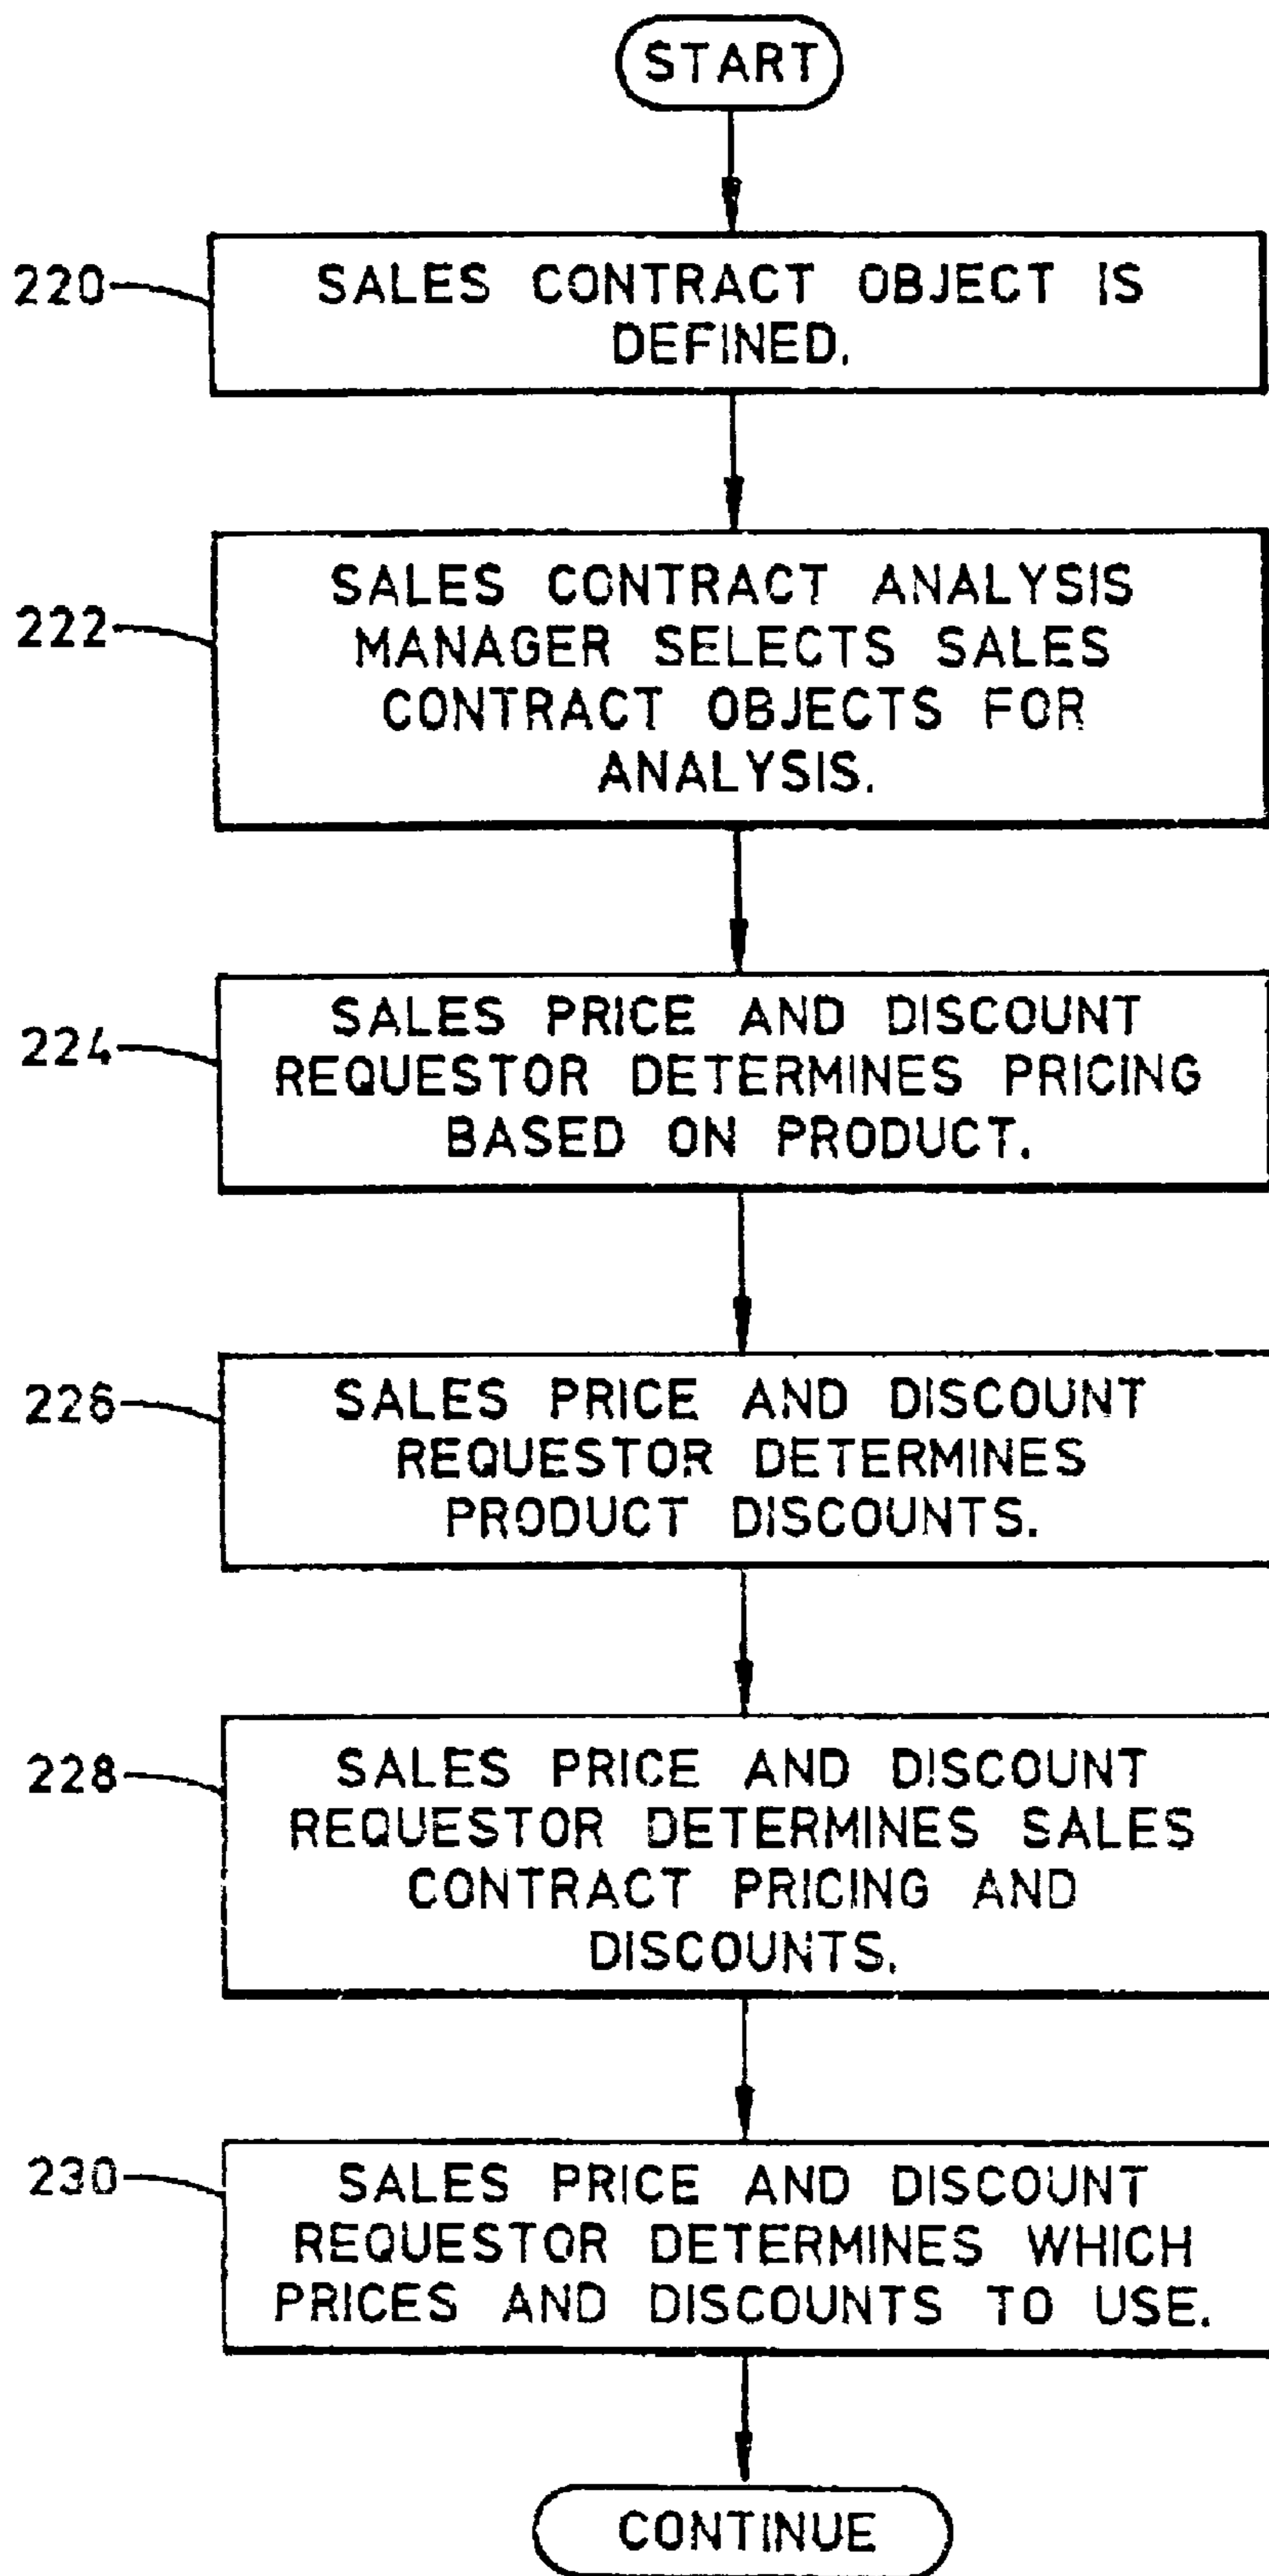 START
220
SALES CONTRACT OBJECT IS
DEFINED.
222
SALES CONTRACT ANALYSIS
MANAGER SELECTS SALES
CONTRACT OBJECTS FOR
ANALYSIS.
224
SALES PRICE AND DISCOUNT
REQUESTOR DETERMINES PRICING
BASED ON PRODUCT.
226
SALES PRICE AND DISCOUNT
REQUESTOR DETERMINES
PRODUCT DISCOUNTS.
228
SALES PRICE AND DISCOUNT
REQUESTOR DETERMINES SALES
CONTRACT PRICING AND
DISCOUNTS.
230
SALES PRICE AND DISCOUNT
REQUESTOR DETERMINES WHICH
PRICES AND DISCOUNTS TO USE.
CONTINUE